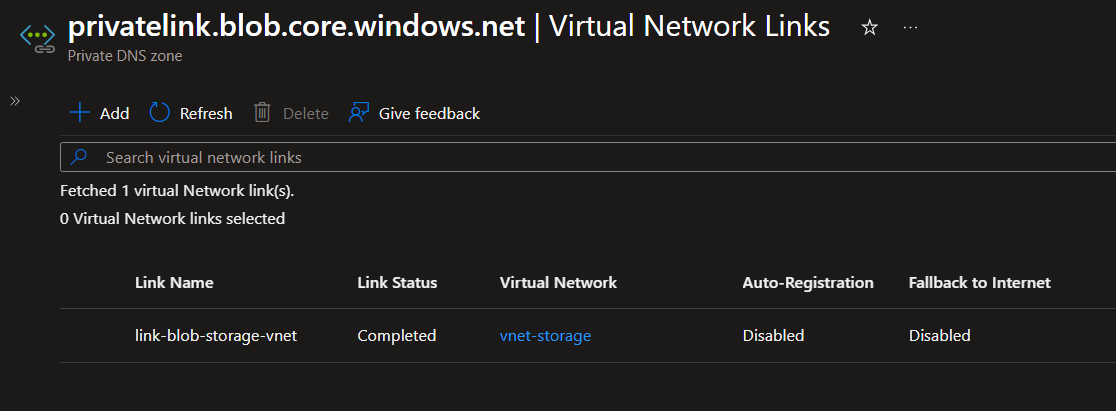 privatelink.blob.core.windows.net | Virtual Network Links
Private DNS zone
Add Refresh Delete Give feedback
Search virtual network links
Fetched 1 virtual Network link(s).
0 Virtual Network links selected
Link Name Link Status Virtual Network Auto-Registration Fallback to Internet
link-blob-storage-vnet Completed vnet-storage Disabled Disabled